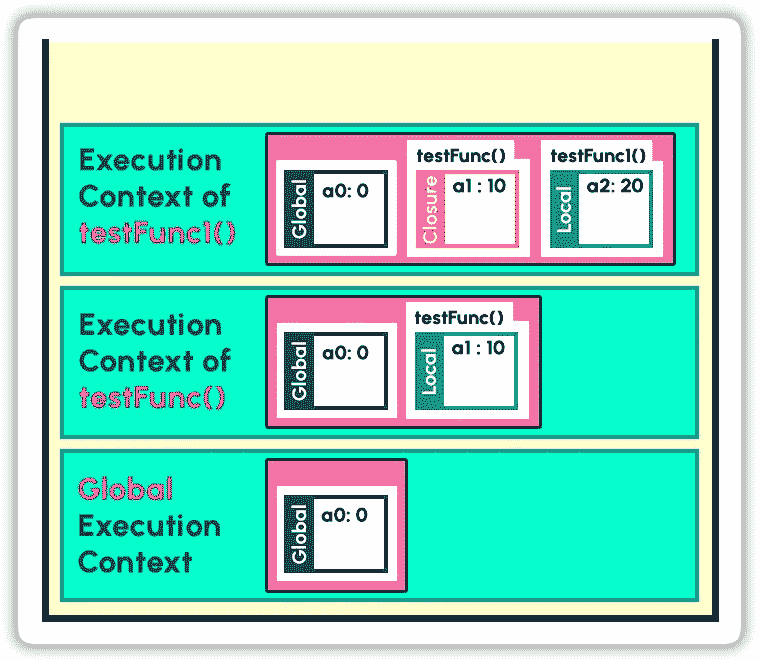 Execution
Context of
testFunc1()
Global
a0: 0
testFunc()
Closure
a1 : 10
testFunc1()
Local
a2: 20
Execution
Context of
testFunc()
Global
a0: 0
testFunc()
Local
a1 : 10
Global
Execution
Context
Global
a0: 0